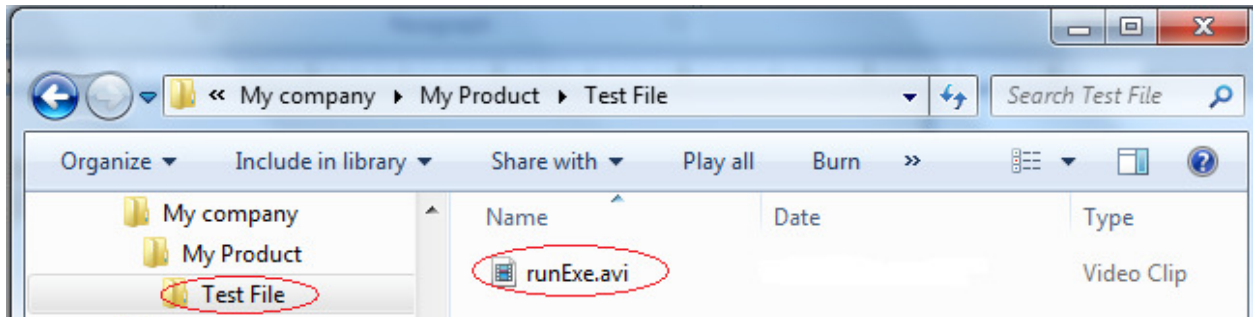 « My company ▸ My Product ▸ Test File Search Test File
Organize Include in library Share with Play all Burn »
My company Name Date Type
My Product
runExe.avi Video Clip
Test File